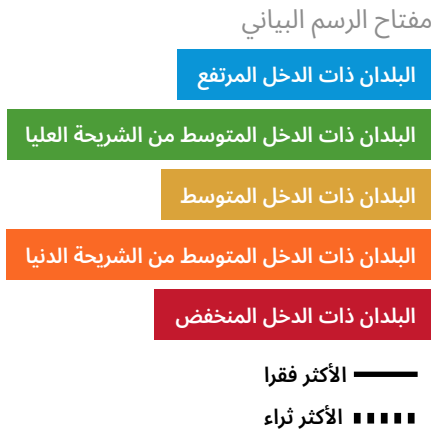 مفتاح الرسم البياني
البلدان ذات الدخل المرتفع
البلدان ذات الدخل المتوسط من الشريحة العليا
البلدان ذات الدخل المتوسط
البلدان ذات الدخل المتوسط من الشريحة الدنيا
البلدان ذات الدخل المنخفض
الأكثر فقرا
الأكثر ثراء